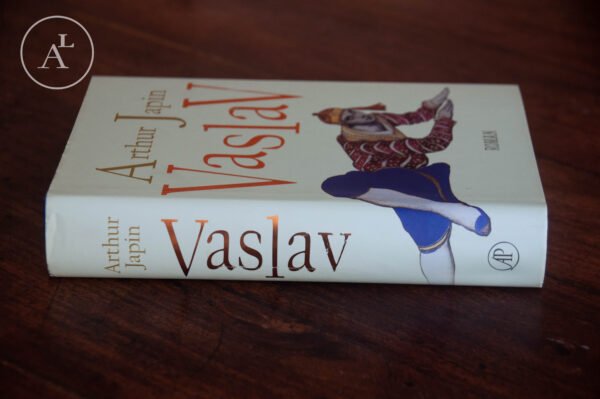 AL
Arthur Japin
Vaslav
ROMAN
Arthur
Japin
Vaslav
AP